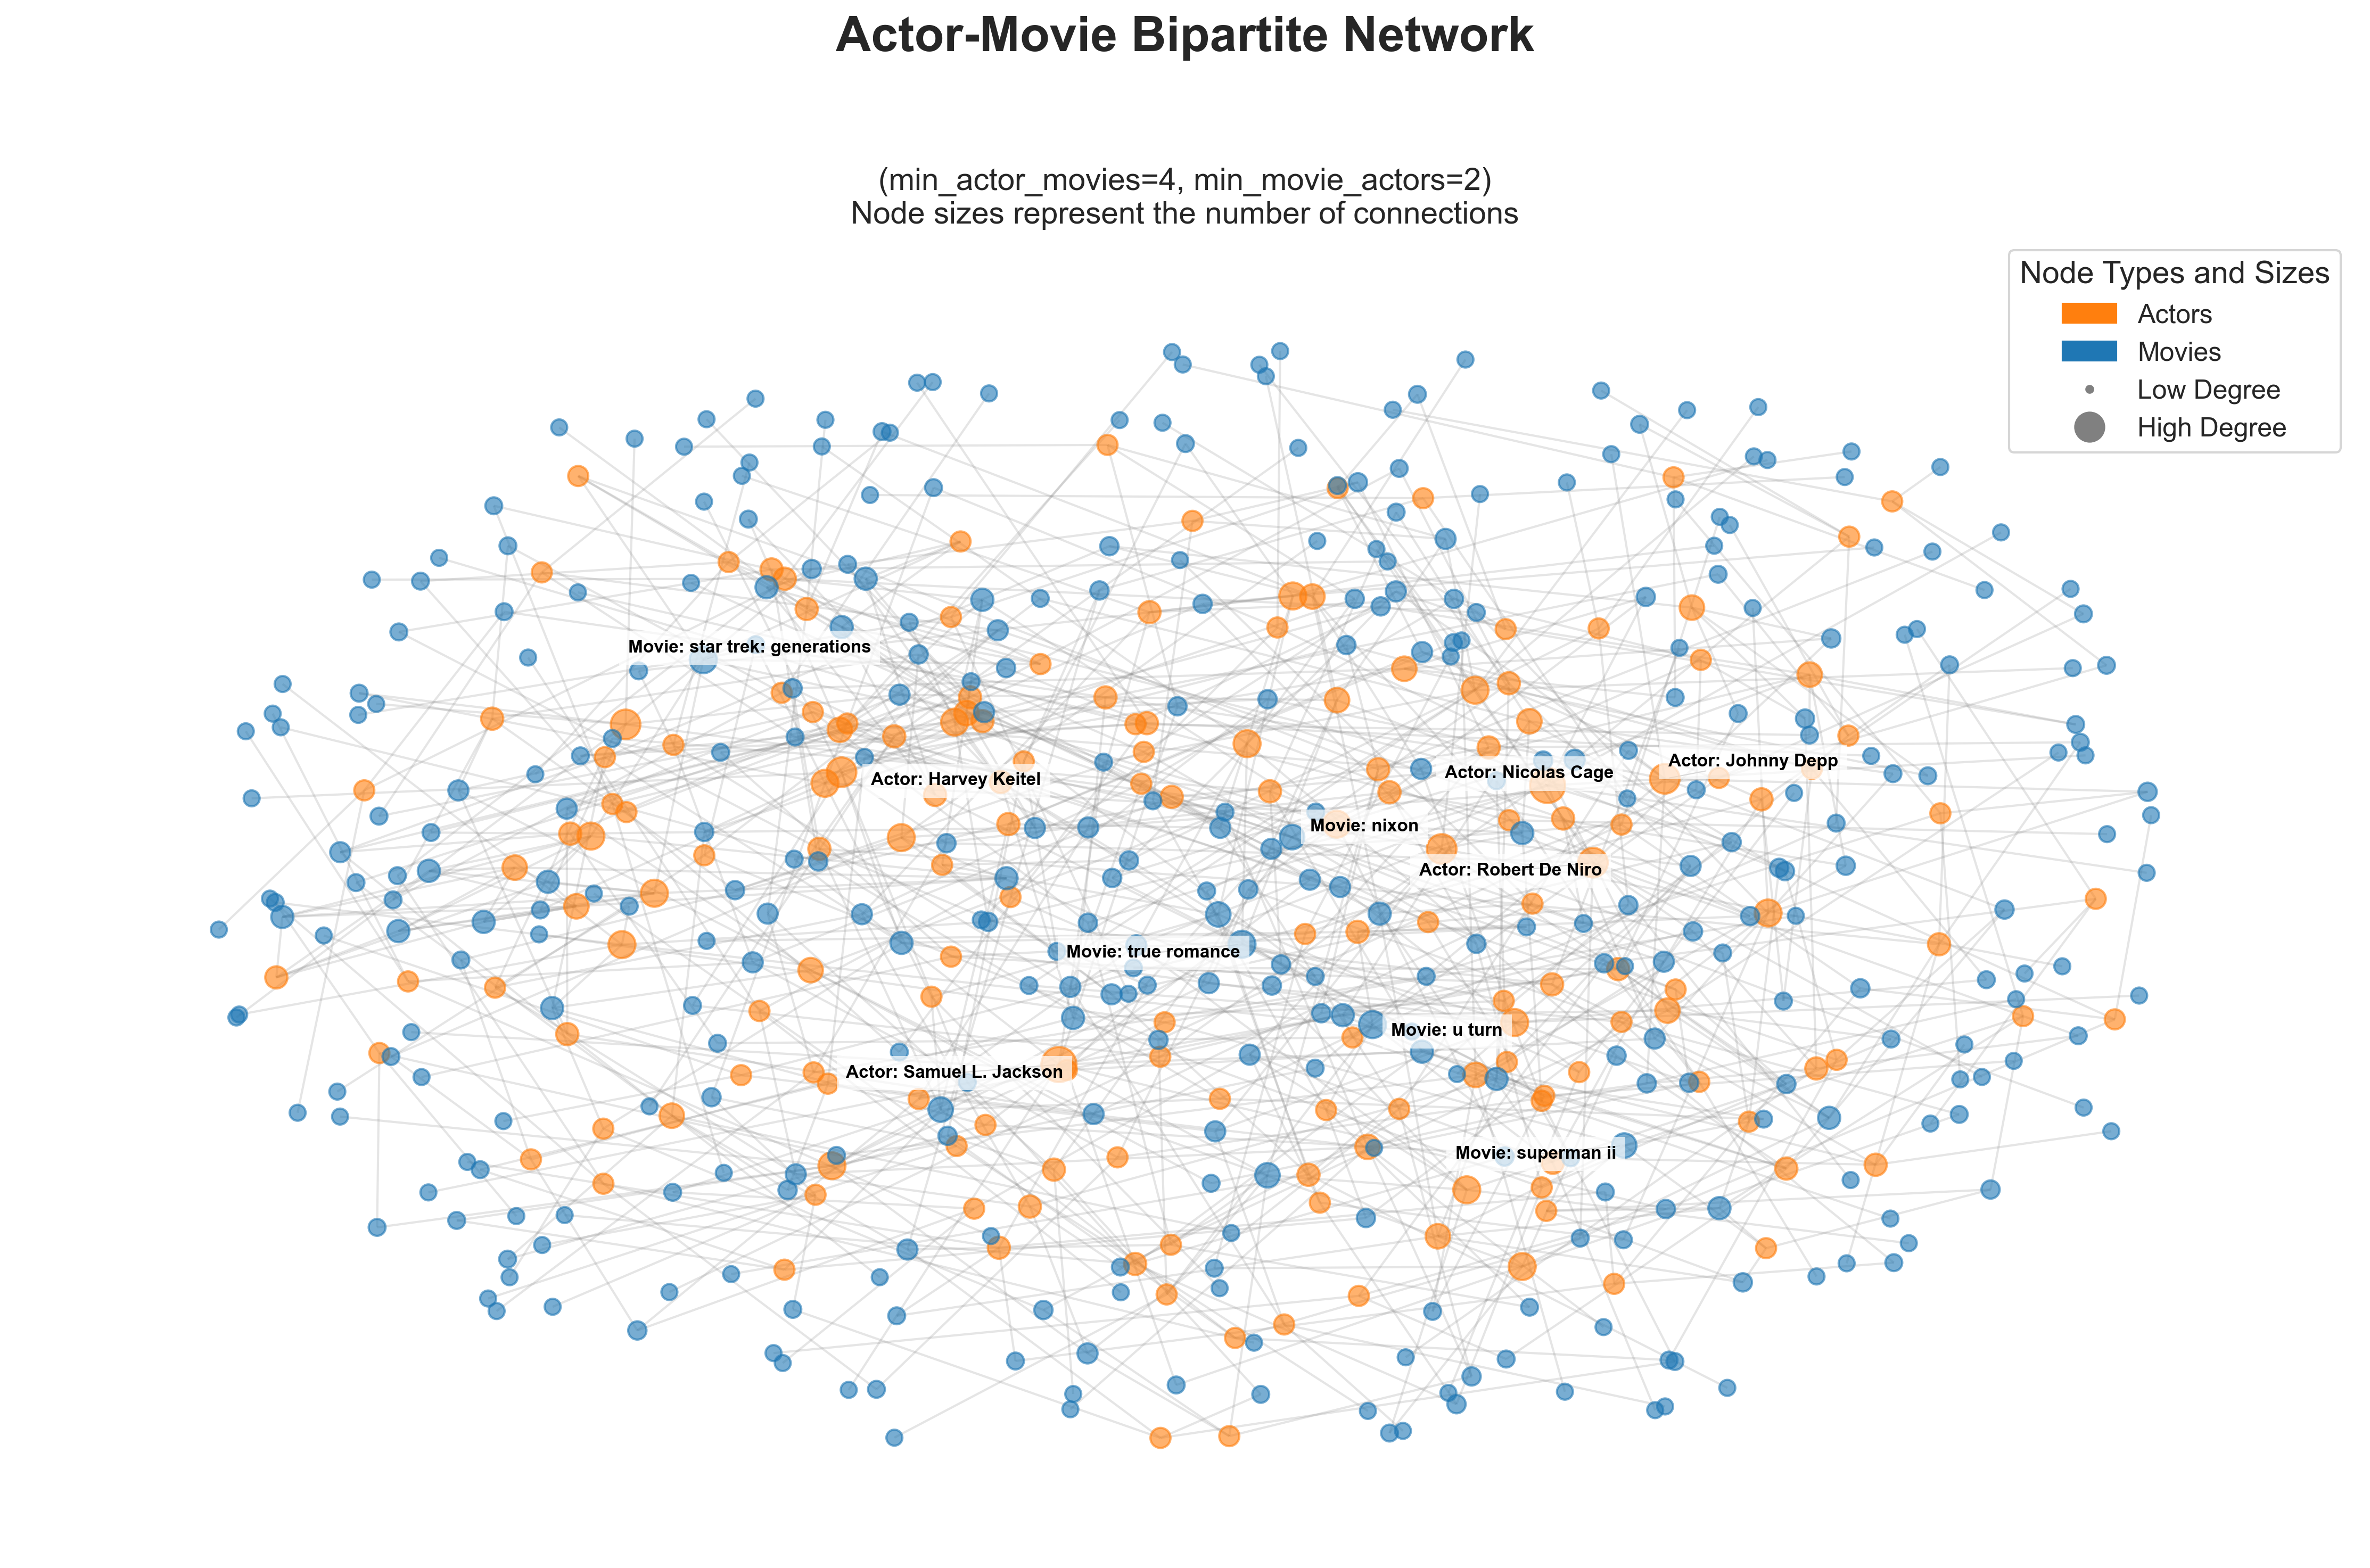 Actor-Movie Bipartite Network
(min_actor_movies=4, min_movie_actors=2)
Node sizes represent the number of connections
Node Types and Sizes
Actors
Movies
Low Degree
High Degree
Movie: star trek: generations
Actor: Johnny Depp
Actor: Nicolas Cage
Actor: Harvey Keitel
Movie: nixon
Actor: Robert De Niro
Movie: true romance
Movie: u turn
Actor: Samuel L. Jackson
Movie: superman ii